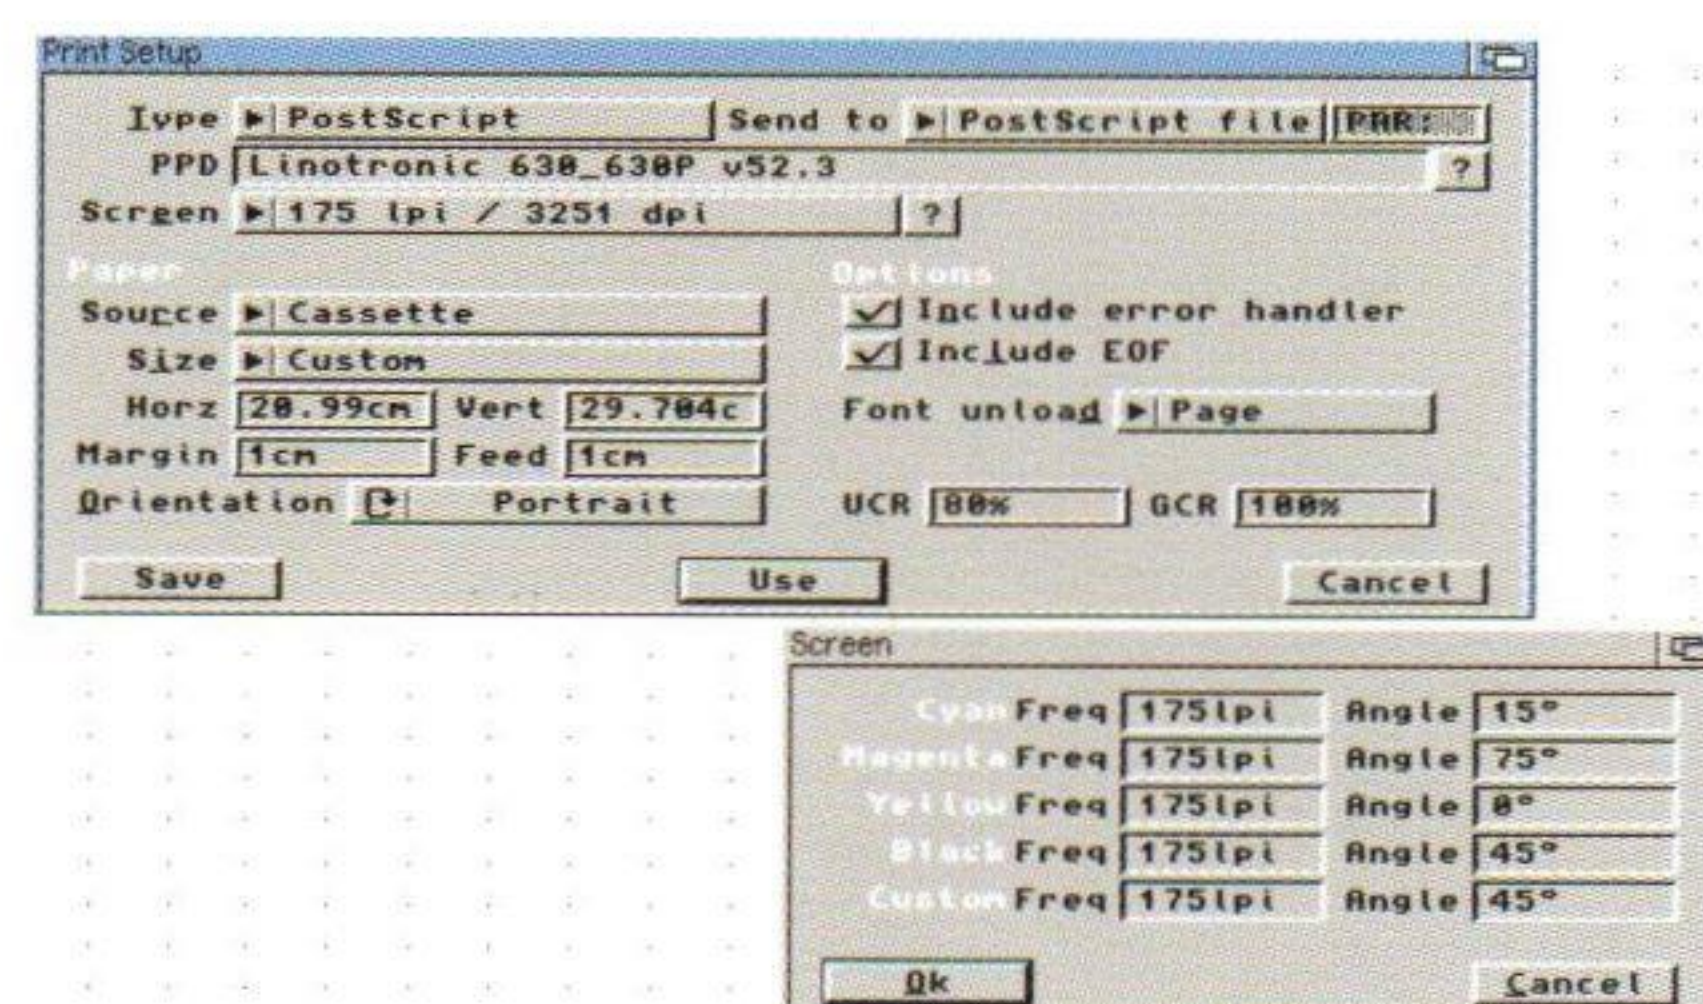 Print Setup
Type PostScript Send to PostScript file PAR:
PPD Linotronic 630_630P v52.3 ?
Screen 175 lpi / 3251 dpi ?
Paper Options
Source Cassette Include error handler
Size Custom Include EOF
Horz 20.99cm Vert 29.704c Font unload Page
Margin 1cm Feed 1cm
Orientation Portrait UCR 80% GCR 100%
Save Use Cancel
Screen
Cyan Freq 175lpi Angle 15°
Magenta Freq 175lpi Angle 75°
Yellow Freq 175lpi Angle 0°
Black Freq 175lpi Angle 45°
Custom Freq 175lpi Angle 45°
Ok Cancel